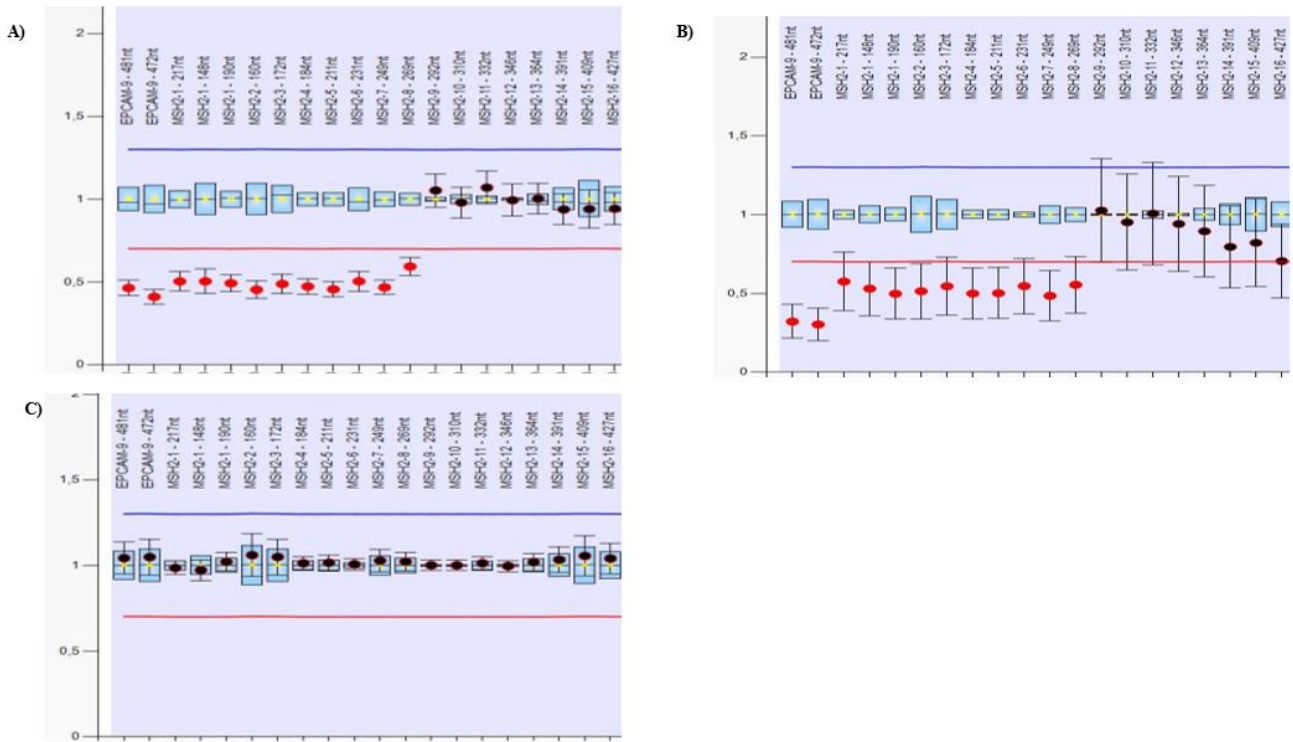 A)
2
1,5
1
0,5
0
EPCAM-9 - 481nt
EPCAM-9 - 472nt
MSH2-1 - 217nt
MSH2-1 - 148nt
MSH2-1 - 190nt
MSH2-2 - 160nt
MSH2-3 - 172nt
MSH2-4 - 184nt
MSH2-5 - 211nt
MSH2-6 - 231nt
MSH2-7 - 249nt
MSH2-8 - 269nt
MSH2-9 - 292nt
MSH2-10 - 310nt
MSH2-11 - 332nt
MSH2-12 - 346nt
MSH2-13 - 364nt
MSH2-14 - 391nt
MSH2-15 - 409nt
MSH2-16 - 427nt
B)
2
1,5
1
0,5
0
EPCAM-9 - 481nt
EPCAM-9 - 472nt
MSH2-1 - 217nt
MSH2-1 - 148nt
MSH2-1 - 190nt
MSH2-2 - 160nt
MSH2-3 - 172nt
MSH2-4 - 184nt
MSH2-5 - 211nt
MSH2-6 - 231nt
MSH2-7 - 249nt
MSH2-8 - 269nt
MSH2-9 - 292nt
MSH2-10 - 310nt
MSH2-11 - 332nt
MSH2-12 - 346nt
MSH2-13 - 364nt
MSH2-14 - 391nt
MSH2-15 - 409nt
MSH2-16 - 427nt
C)
2
1,5
1
0,5
0
EPCAM-9 - 481nt
EPCAM-9 - 472nt
MSH2-1 - 217nt
MSH2-1 - 148nt
MSH2-1 - 190nt
MSH2-2 - 160nt
MSH2-3 - 172nt
MSH2-4 - 184nt
MSH2-5 - 211nt
MSH2-6 - 231nt
MSH2-7 - 249nt
MSH2-8 - 269nt
MSH2-9 - 292nt
MSH2-10 - 310nt
MSH2-11 - 332nt
MSH2-12 - 346nt
MSH2-13 - 364nt
MSH2-14 - 391nt
MSH2-15 - 409nt
MSH2-16 - 427nt